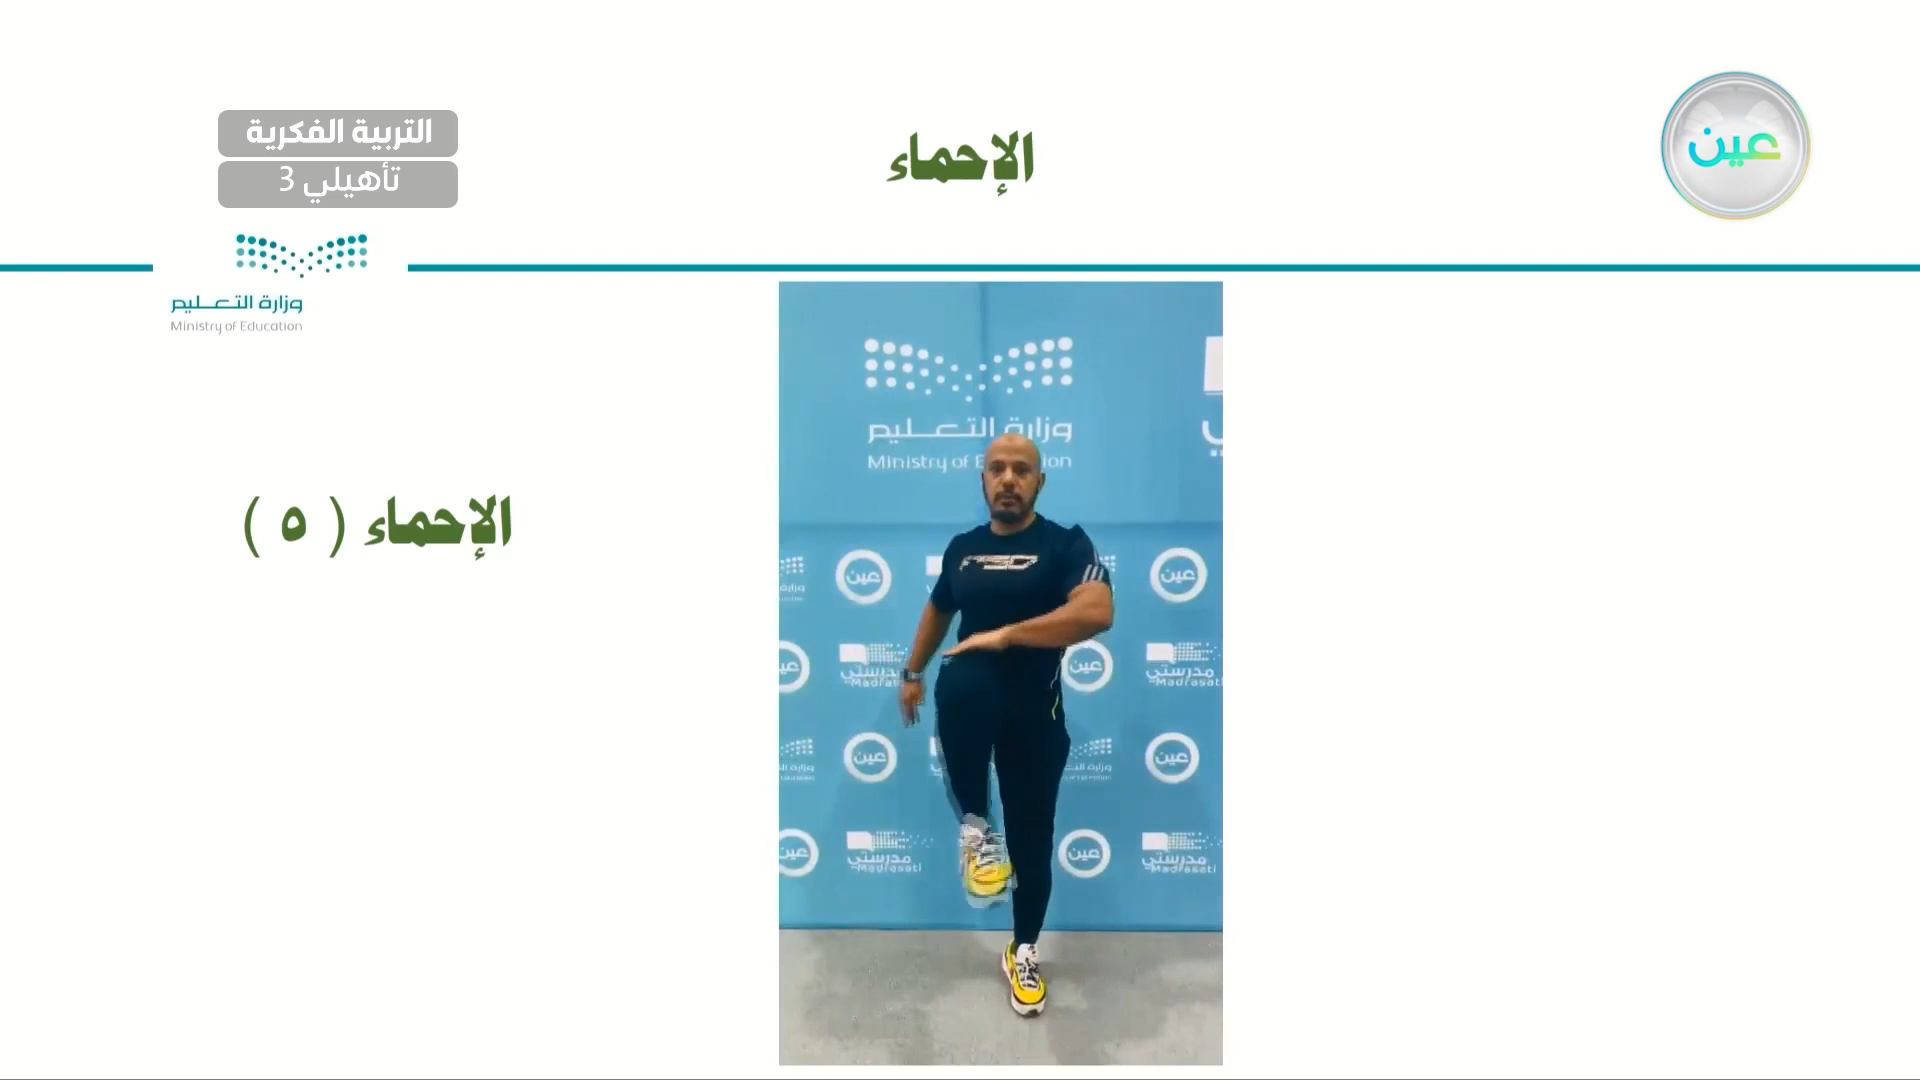 التربية الفكرية
تأهيلي 3
الإحماء
عين
وزارة التعليم
Ministry of Education
وزارة التعليم
Ministry of E ion
الإحماء ( ٥ )
عين
عين
عين
مدرستي
Madrasati
عين
مدرستي
Madrasati
عين
عين
عين
مدرستي
Madrasati
عين
مدرستي
Madrasati